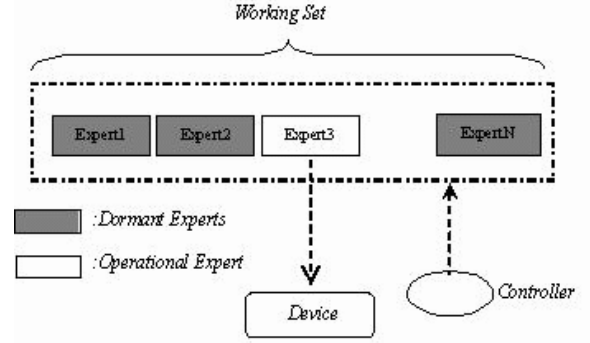 Working Set
Expert1 Expert2 Expert3 ExpertN
:Dormant Experts
:Operational Expert
Device
Controller